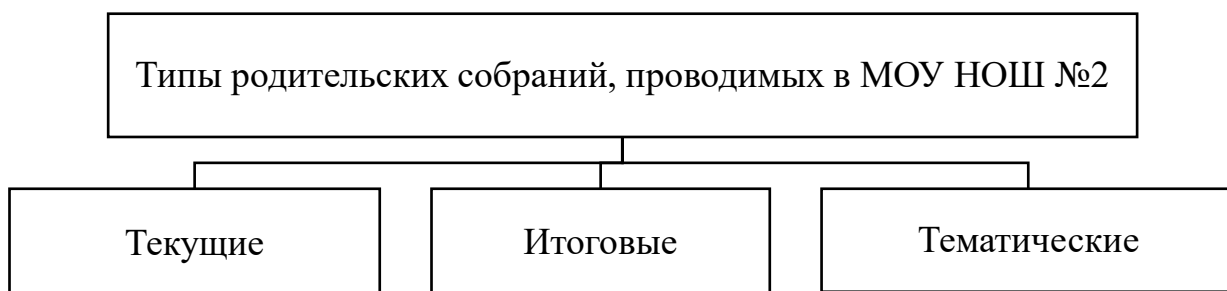 Типы родительских собраний, проводимых в МОУ НОШ №2
Текущие
Итоговые
Тематические